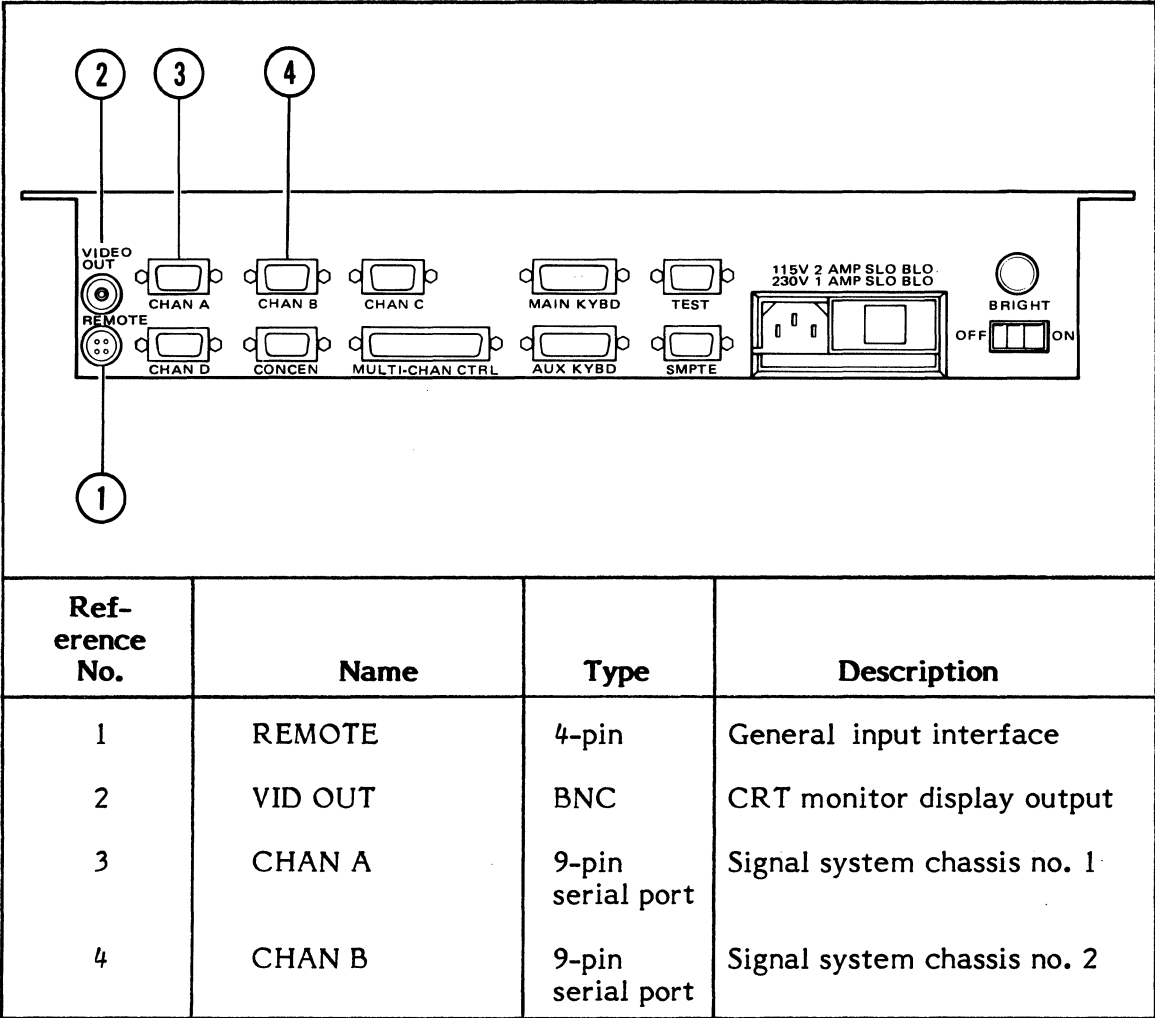 2 3 4
VIDEO
OUT
115V 2 AMP SLO BLO
230V 1 AMP SLO BLO
CHAN A CHAN B CHAN C MAIN KYBD TEST BRIGHT
REMOTE
OFF ON
CHAN D CONCEN MULTI-CHAN CTRL AUX KYBD SMPTE
1
Ref-
erence
No. Name Type Description
1 REMOTE 4-pin General input interface
2 VID OUT BNC CRT monitor display output
3 CHAN A 9-pin Signal system chassis no. 1
serial port
4 CHAN B 9-pin Signal system chassis no. 2
serial port